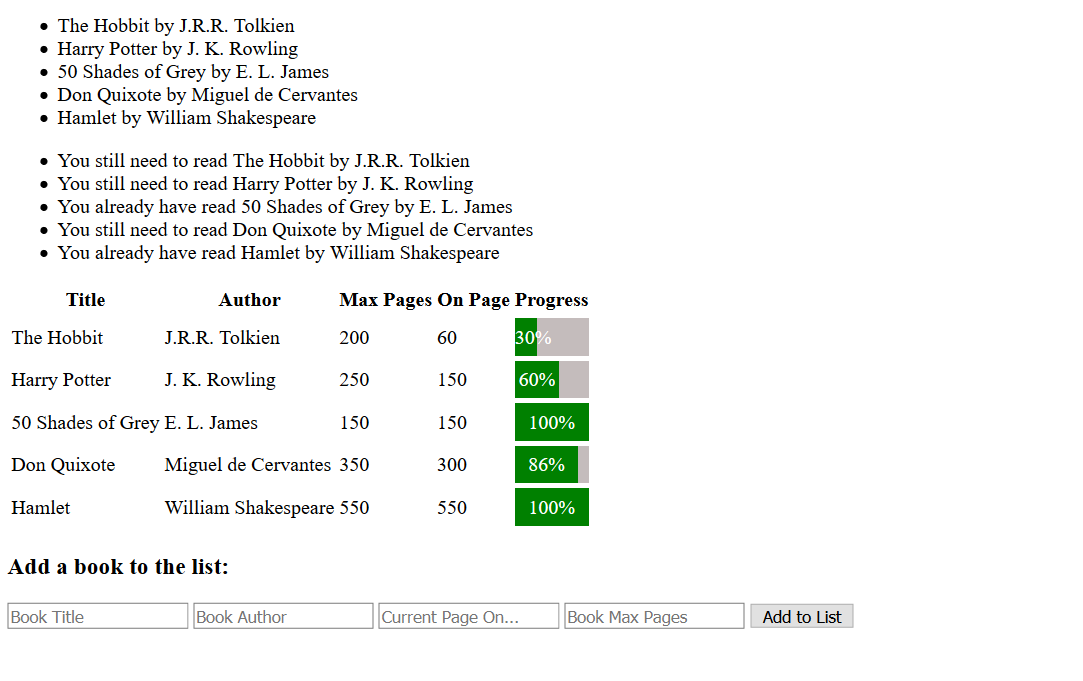 The Hobbit by J.R.R. Tolkien
Harry Potter by J. K. Rowling
50 Shades of Grey by E. L. James
Don Quixote by Miguel de Cervantes
Hamlet by William Shakespeare
You still need to read The Hobbit by J.R.R. Tolkien
You still need to read Harry Potter by J. K. Rowling
You already have read 50 Shades of Grey by E. L. James
You still need to read Don Quixote by Miguel de Cervantes
You already have read Hamlet by William Shakespeare
Title Author Max Pages On Page Progress
The Hobbit J.R.R. Tolkien 200 60 30%
Harry Potter J. K. Rowling 250 150 60%
50 Shades of Grey E. L. James 150 150 100%
Don Quixote Miguel de Cervantes 350 300 86%
Hamlet William Shakespeare 550 550 100%
Add a book to the list:
Book Title Book Author Current Page On... Book Max Pages Add to List